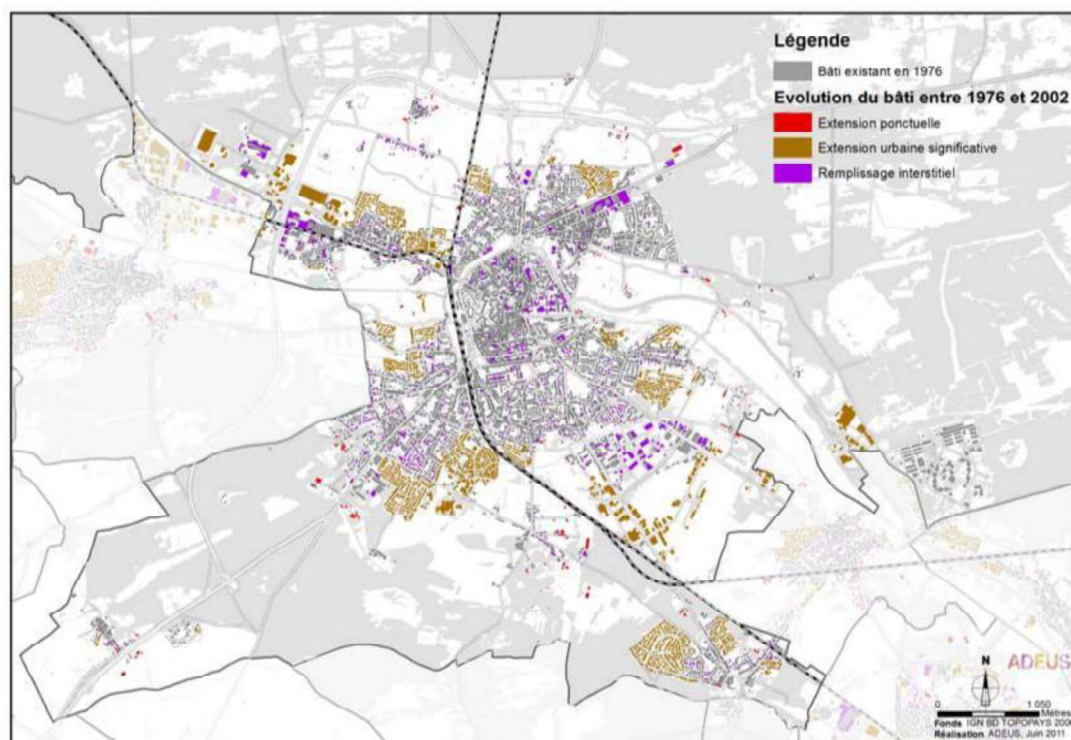 Légende
Bâti existant en 1976
Evolution du bâti entre 1976 et 2002
Extension ponctuelle
Extension urbaine significative
Remplissage interstitiel
N
ADEUS
0 1 050
Mètres
Fonds IGN BD TOPOPAYS 2006
Réalisation ADEUS, Juin 2011